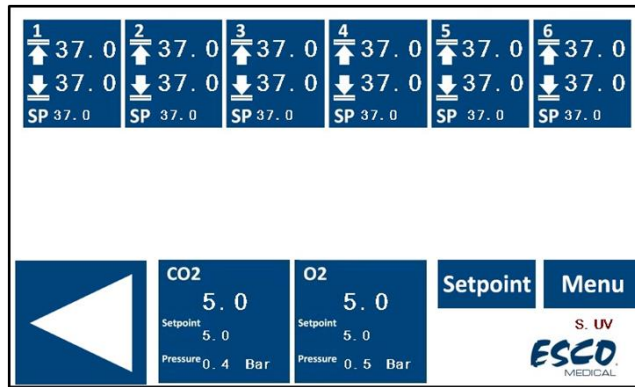 1 2 3 4 5 6
37. 0 37. 0 37. 0 37. 0 37. 0 37. 0
37. 0 37. 0 37. 0 37. 0 37. 0 37. 0
SP 37. 0 SP 37. 0 SP 37. 0 SP 37. 0 SP 37. 0 SP 37. 0
CO2
5. 0
Setpoint
5. 0
Pressure 0. 4 Bar
O2
5. 0
Setpoint
5. 0
Pressure 0. 5 Bar
Setpoint
Menu
S. UV
ESCO
MEDICAL